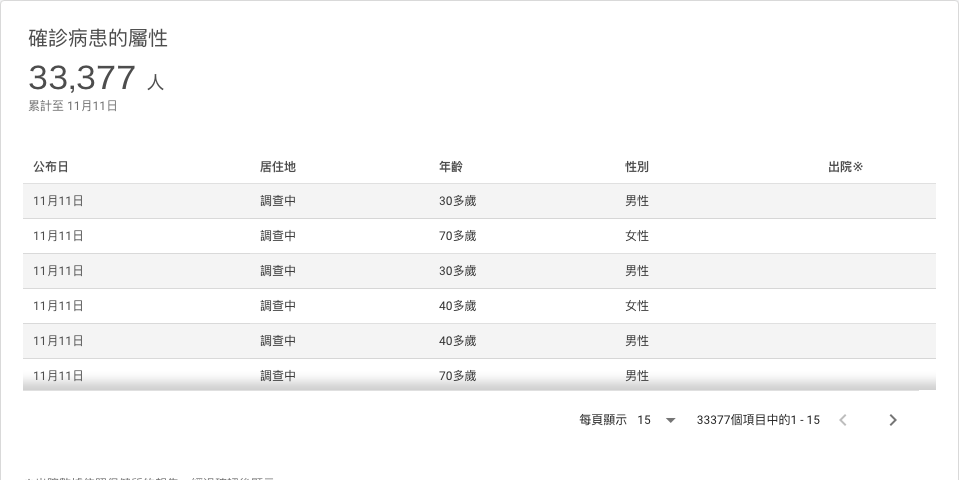 確診病患的屬性
33,377 人
累計至 11月11日
公布日 居住地 年齡 性別 出院※
11月11日 調查中 30多歲 男性
11月11日 調查中 70多歲 女性
11月11日 調查中 30多歲 男性
11月11日 調查中 40多歲 女性
11月11日 調查中 40多歲 男性
11月11日 調查中 70多歲 男性
每頁顯示 15 33377個項目中的1 - 15